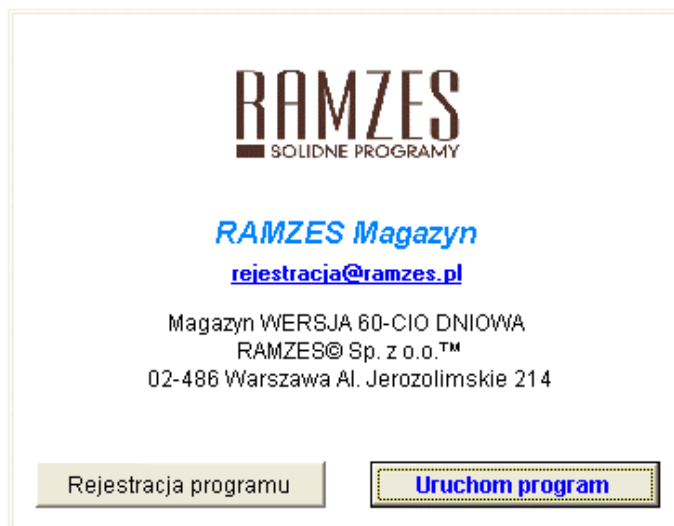 RAMZES
SOLIDNE PROGRAMY
RAMZES Magazyn
rejestracja@ramzes.pl
Magazyn WERSJA 60-CIO DNIOWA
RAMZES© Sp. z o.o.™
02-486 Warszawa Al. Jerozolimskie 214
Rejestracja programu
Uruchom program